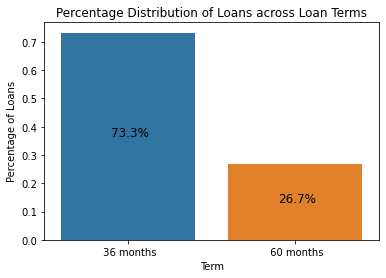 Percentage Distribution of Loans across Loan Terms
Percentage of Loans
0.7
0.6
0.5
0.4
0.3
0.2
0.1
0.0
73.3%
26.7%
36 months
60 months
Term